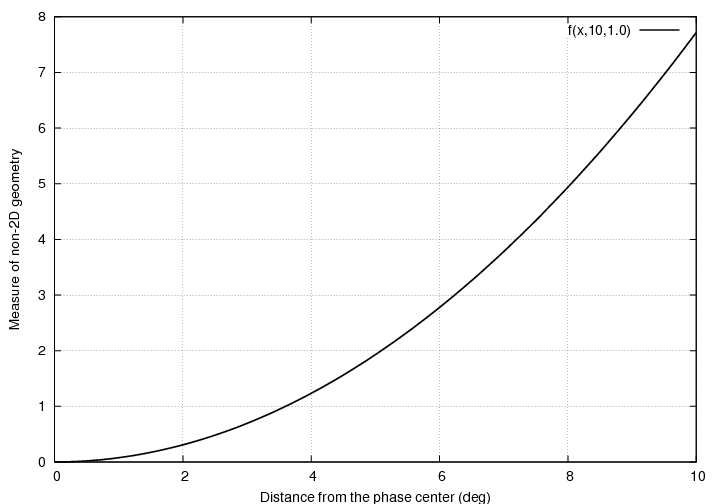 8
f(x,10,1.0)
7
6
5
4
3
2
1
0
0 2 4 6 8 10
Measure of non-2D geometry
Distance from the phase center (deg)